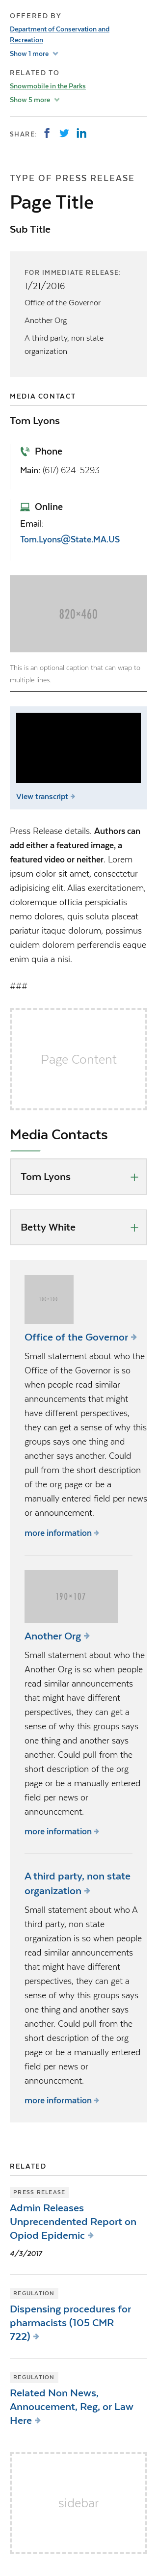 OFFERED BY
Department of Conservation and
Recreation
Show 1 more
RELATED TO
Snowmobile in the Parks
Show 5 more
SHARE:
TYPE OF PRESS RELEASE
Page Title
Sub Title
FOR IMMEDIATE RELEASE:
1/21/2016
Office of the Governor
Another Org
A third party, non state
organization
MEDIA CONTACT
Tom Lyons
Phone
Main: (617) 624-5293
Online
Email:
Tom.Lyons@State.MA.US
820×460
This is an optional caption that can wrap to
multiple lines.
View transcript
Press Release details. Authors can
add either a featured image, a
featured video or neither. Lorem
ipsum dolor sit amet, consectetur
adipisicing elit. Alias exercitationem,
doloremque officia perspiciatis
nemo dolores, quis soluta placeat
pariatur itaque dolorum, possimus
quidem dolorem perferendis eaque
enim quia a nisi.
###
Page Content
Media Contacts
Tom Lyons
Betty White
Office of the Governor
Small statement about who the
Office of the Governor is so
when people read similar
announcements that might
have different perspectives,
they can get a sense of why this
groups says one thing and
another says another. Could
pull from the short description
of the org page or be a
manually entered field per news
or announcement.
more information
190×107
Another Org
Small statement about who the
Another Org is so when people
read similar announcements
that might have different
perspectives, they can get a
sense of why this groups says
one thing and another says
another. Could pull from the
short description of the org
page or be a manually entered
field per news or
announcement.
more information
A third party, non state
organization
Small statement about who A
third party, non state
organization is so when people
read similar announcements
that might have different
perspectives, they can get a
sense of why this groups says
one thing and another says
another. Could pull from the
short description of the org
page or be a manually entered
field per news or
announcement.
more information
RELATED
PRESS RELEASE
Admin Releases
Unprecendented Report on
Opiod Epidemic
4/3/2017
REGULATION
Dispensing procedures for
pharmacists (105 CMR
722)
REGULATION
Related Non News,
Annoucement, Reg, or Law
Here
sidebar